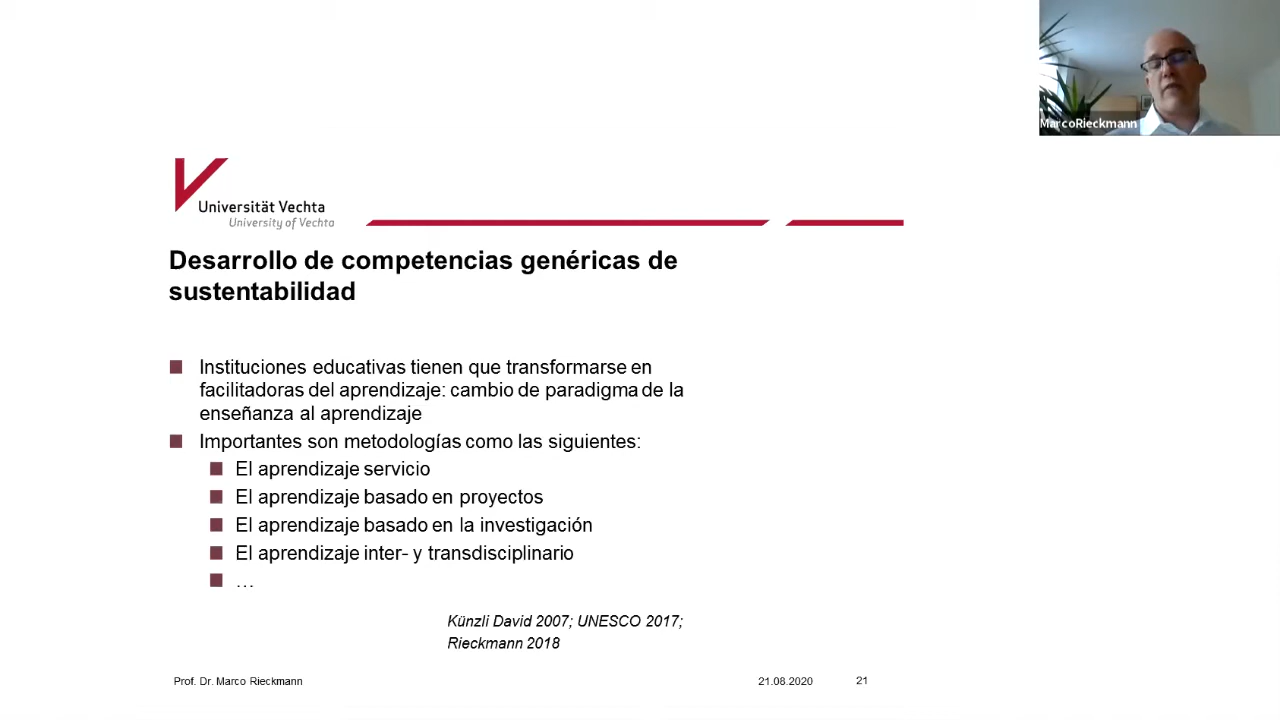 MarcoRieckmann
Universität Vechta
University of Vechta
Desarrollo de competencias genéricas de
sustentabilidad
Instituciones educativas tienen que transformarse en
facilitadoras del aprendizaje: cambio de paradigma de la
enseñanza al aprendizaje
Importantes son metodologías como las siguientes:
El aprendizaje servicio
El aprendizaje basado en proyectos
El aprendizaje basado en la investigación
El aprendizaje inter- y transdisciplinario
...
Künzli David 2007; UNESCO 2017;
Rieckmann 2018
Prof. Dr. Marco Rieckmann 21.08.2020 21